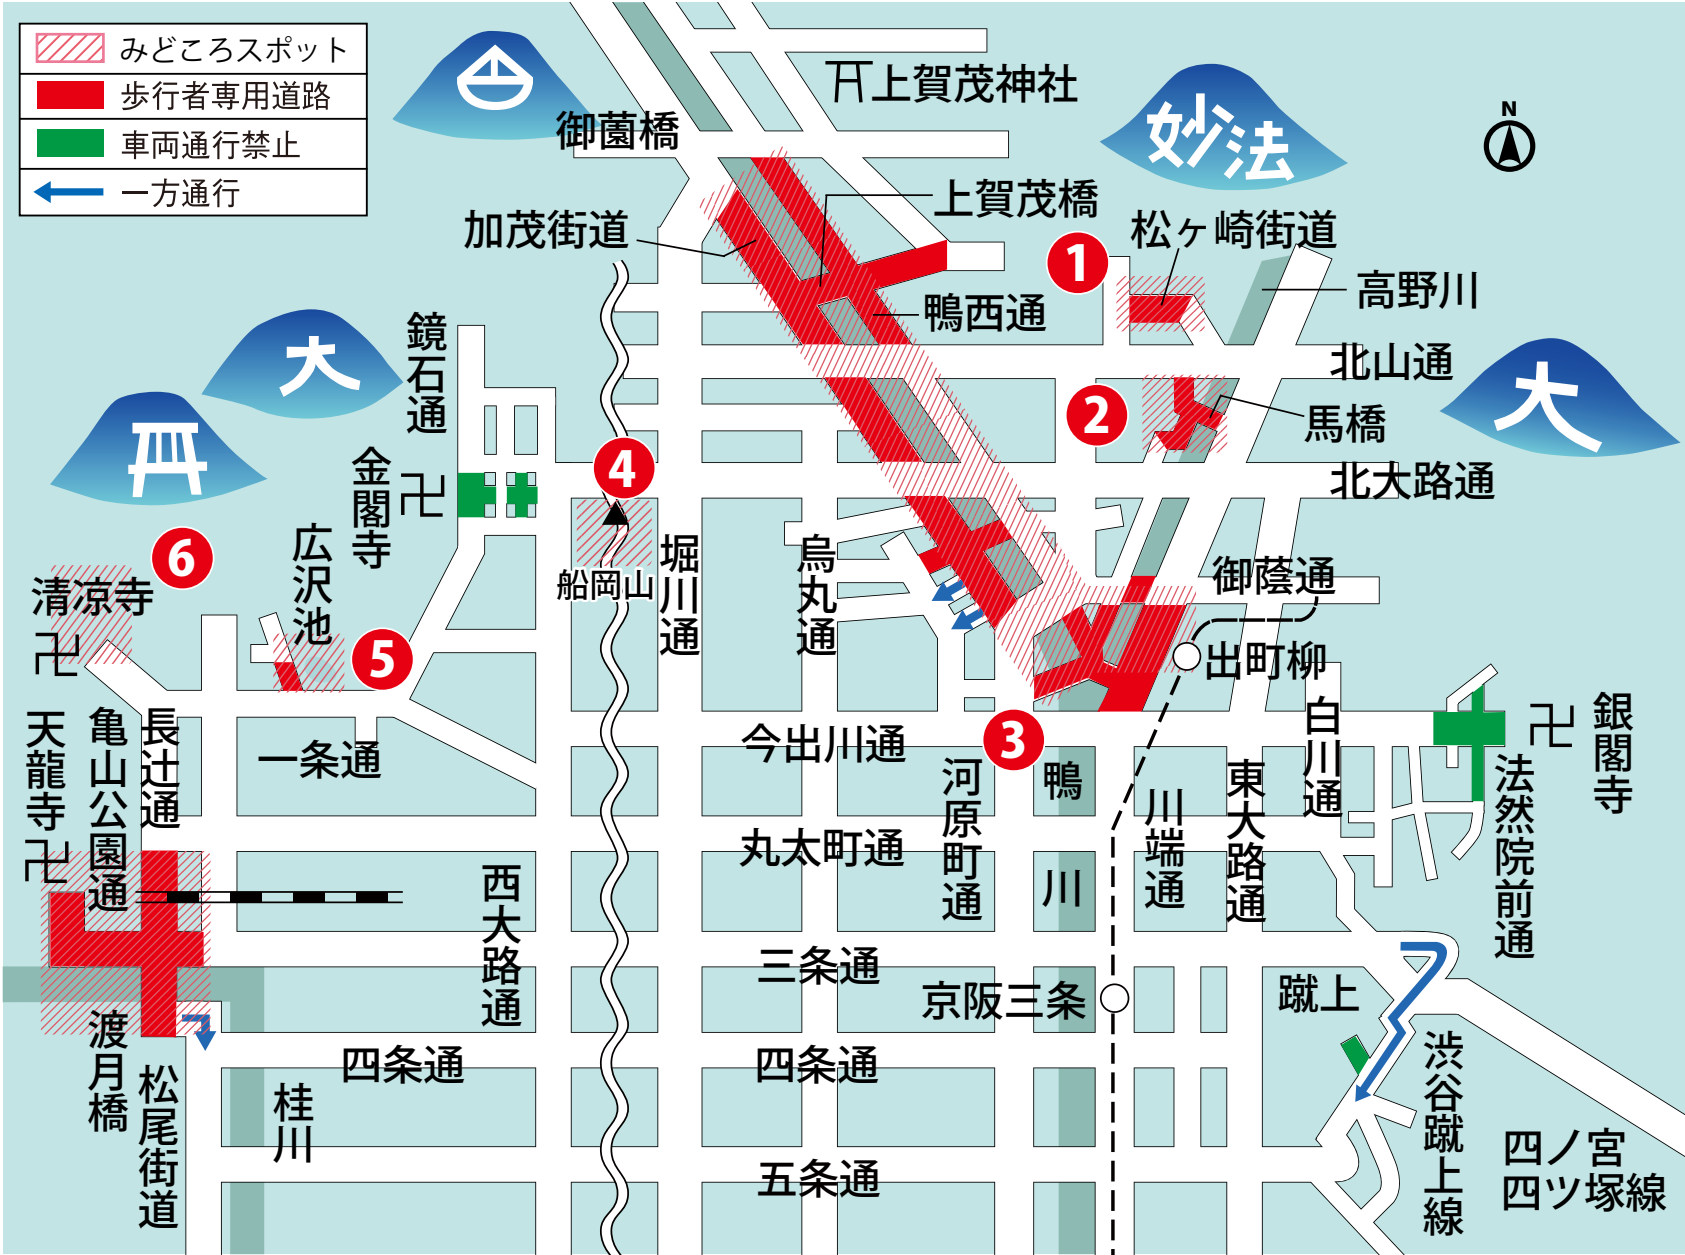 みどころスポット
歩行者専用道路
車両通行禁止
一方通行
N
上賀茂神社
御薗橋
妙法
上賀茂橋
加茂街道
松ヶ崎街道
1
高野川
鴨西通
鏡石通
大
北山通
大
2
馬橋
金閣寺
卍
4
北大路通
広沢池
6
堀川通
烏丸通
船岡山
御蔭通
清凉寺
卍
5
出町柳
白川通
天龍寺
卍
亀山公園通
長辻通
一条通
今出川通
3
河原町通
鴨川
川端通
東大路通
卍
銀閣寺
法然院前通
丸太町通
西大路通
三条通
京阪三条
蹴上
渡月橋
四条通
四条通
渋谷蹴上線
松尾街道
桂川
五条通
四ノ宮
四ツ塚線